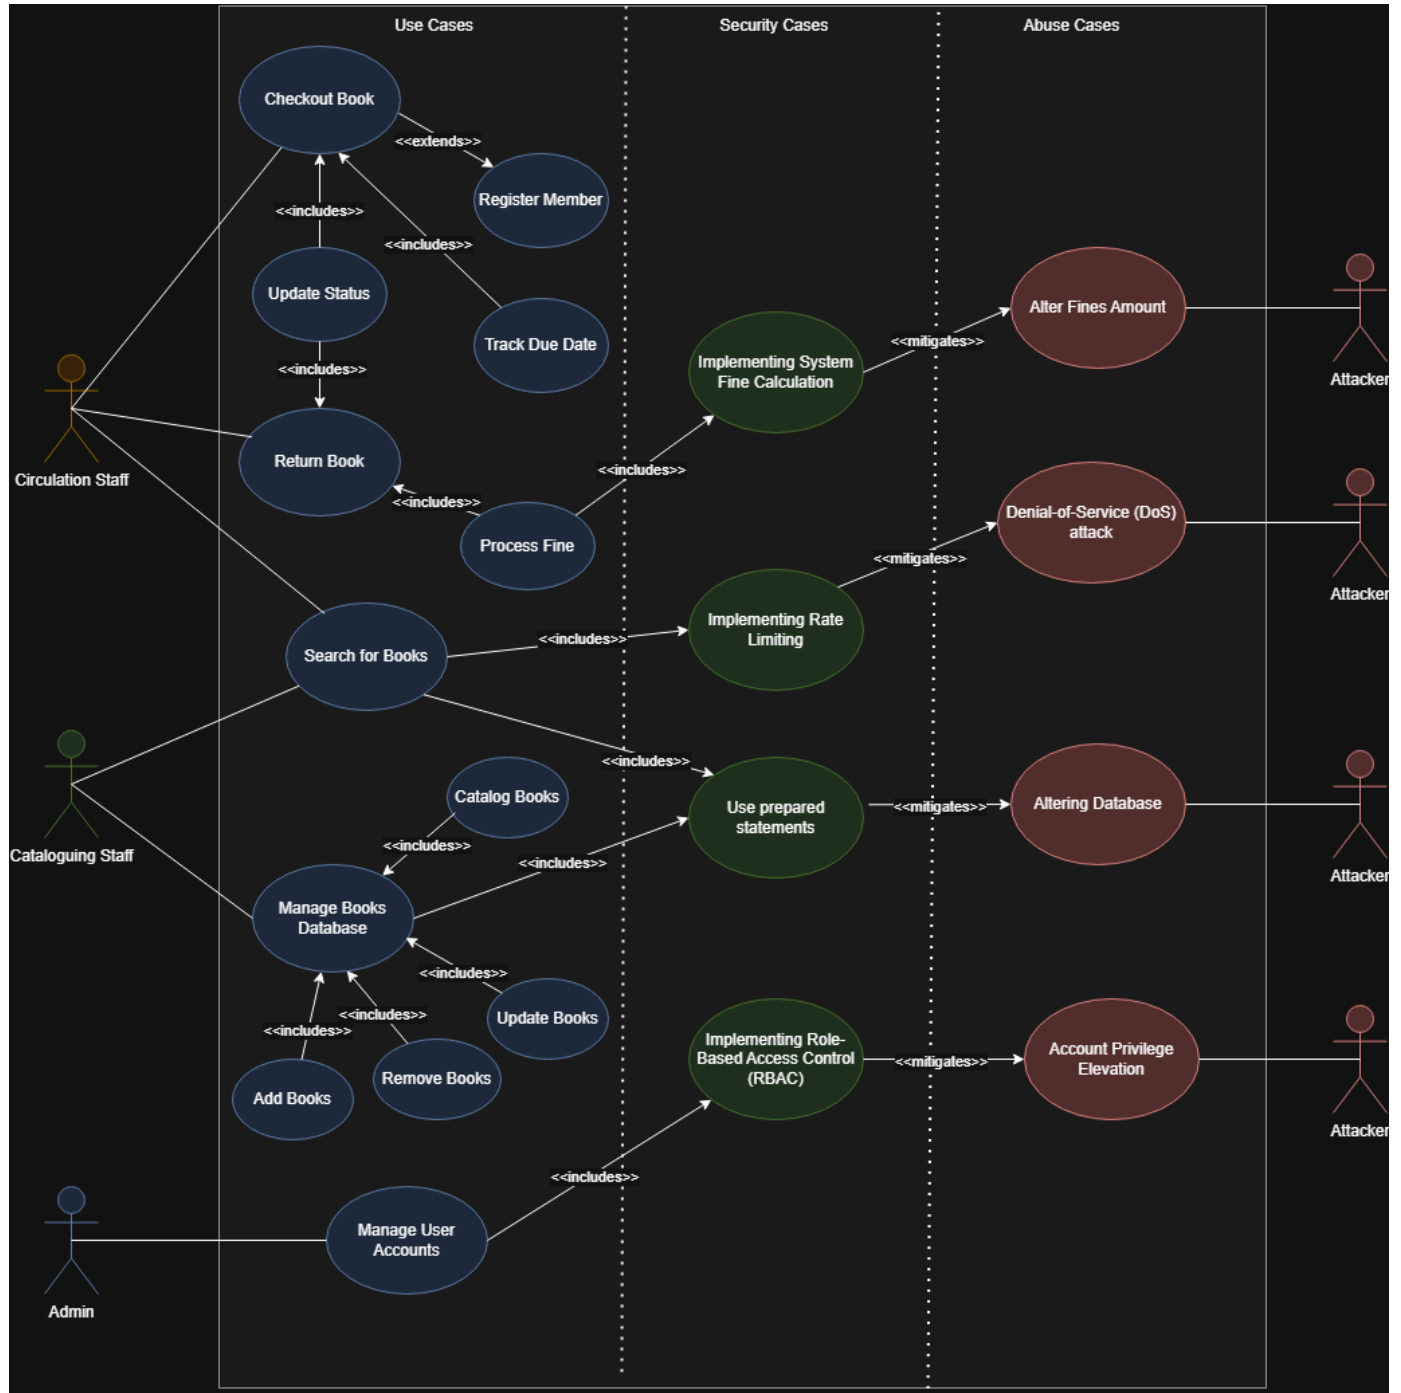 Use Cases
Security Cases
Abuse Cases
Checkout Book
<<extends>>
Register Member
<<includes>>
<<includes>>
Update Status
Track Due Date
<<includes>>
Return Book
<<includes>>
Process Fine
Circulation Staff
Implementing System
Fine Calculation
<<includes>>
<<mitigates>>
Alter Fines Amount
Attacker
Denial-of-Service (DoS)
attack
<<mitigates>>
Attacker
Search for Books
<<includes>>
Implementing Rate
Limiting
<<includes>>
Cataloguing Staff
Catalog Books
<<includes>>
<<includes>>
Use prepared
statements
<<mitigates>>
Altering Database
Attacker
Manage Books
Database
<<includes>>
<<includes>>
<<includes>>
Update Books
Remove Books
Add Books
Implementing Role-
Based Access Control
(RBAC)
<<mitigates>>
Account Privilege
Elevation
Attacker
<<includes>>
Manage User
Accounts
Admin